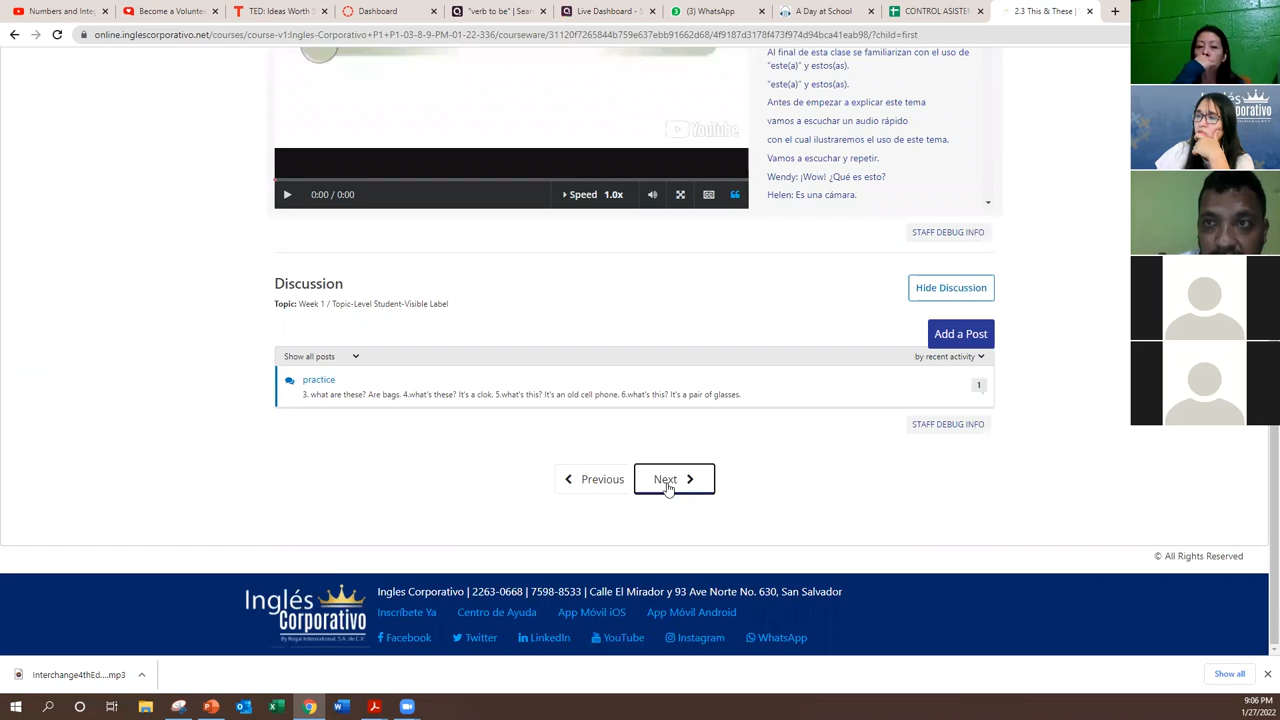 Numbers and Inte
Become a Volunte
TED: Ideas Worth S
Dashboard
"verb to be" | Sear
Live Dashboard - S
(3) WhatsApp
A Day at School
CONTROL ASISTE
2.3 This & These |
online.inglescorporativo.net/courses/course-v1:Ingles-Corporativo+P1+P1-03-8-9-PM-01-22-336/courseware/31120f7265844b759e637ebb91662d68/4f9187d3178f473f974d94bca41eab98/?child=first
Al final de esta clase se familiarizan con el uso de
"este(a)" y estos(as).
"este(a)" y estos(as).
Antes de empezar a explicar este tema
vamos a escuchar un audio rápido
con el cual ilustraremos el uso de este tema.
Vamos a escuchar y repetir.
Wendy: ¡Wow! ¿Qué es esto?
Helen: Es una cámara.
YouTube
0:00 / 0:00
Speed 1.0x
STAFF DEBUG INFO
Discussion
Hide Discussion
Topic: Week 1 / Topic-Level Student-Visible Label
Add a Post
Show all posts
by recent activity
practice
1
3. what are these? Are bags. 4.what's these? It's a clok. 5.what's this? It's an old cell phone. 6.what's this? It's a pair of glasses.
STAFF DEBUG INFO
Previous
Next
© All Rights Reserved
Inglés
Corporativo
By Regal International, S.A. de C.V.
Ingles Corporativo | 2263-0668 | 7598-8533 | Calle El Mirador y 93 Ave Norte No. 630, San Salvador
Inscríbete Ya
Centro de Ayuda
App Móvil iOS
App Móvil Android
Facebook
Twitter
LinkedIn
YouTube
Instagram
WhatsApp
Interchange4thEd....mp3
Show all
9:06 PM
1/27/2022